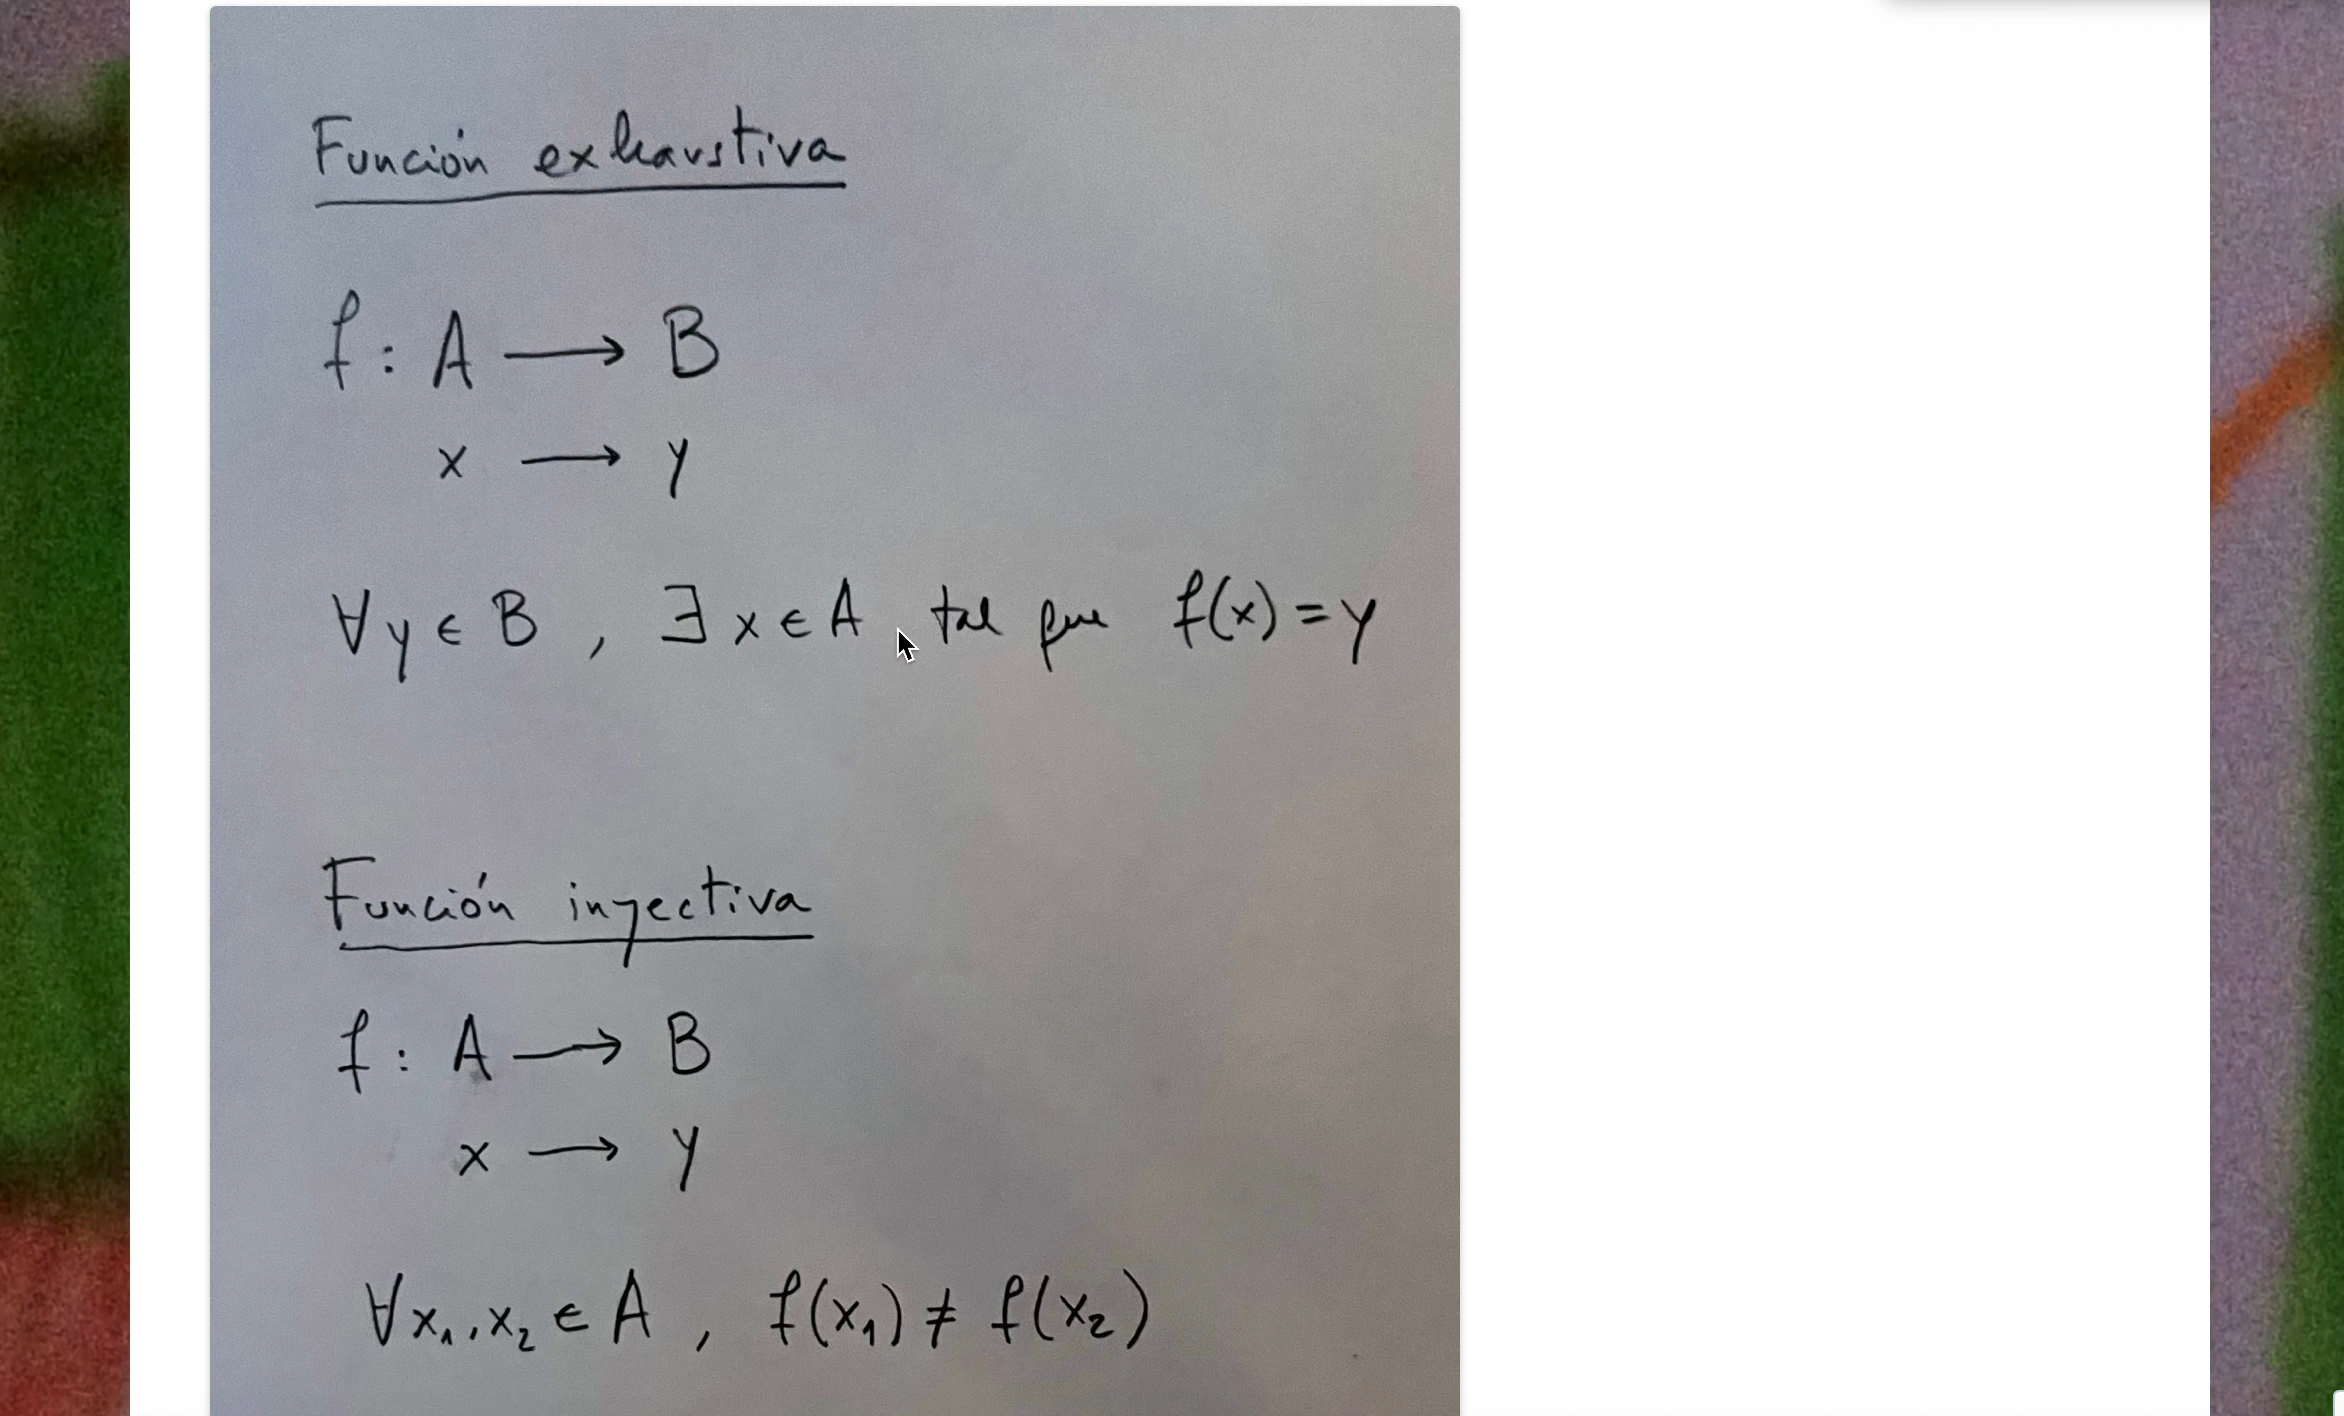 Función exhaustiva
f: A ⟶ B
x ⟶ y
∀y ∈ B , ∃ x ∈ A tal que f(x) = y
Función inyectiva
f: A ⟶ B
x ⟶ y
∀x₁, x₂ ∈ A , f(x₁) ≠ f(x₂)